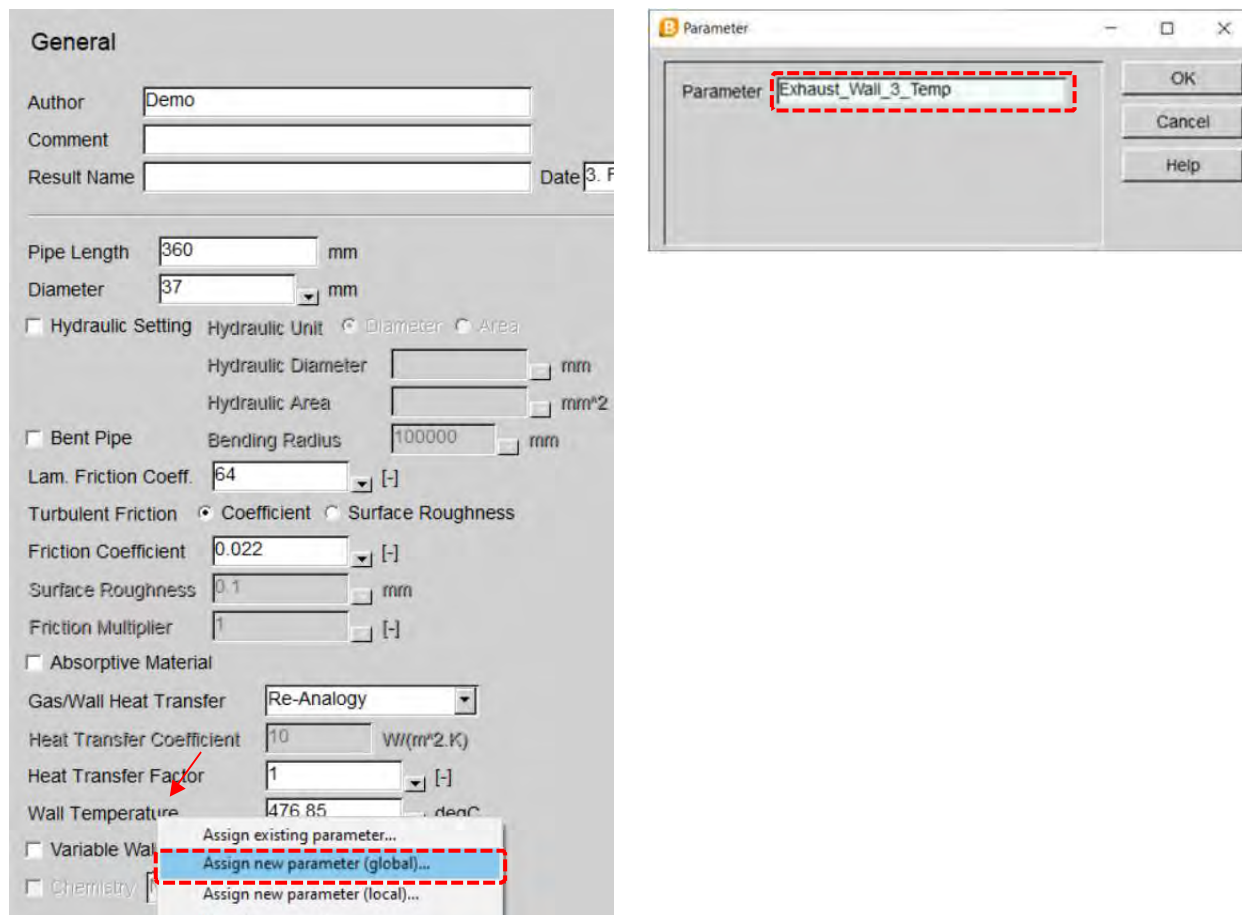 General
Author Demo
Comment
Result Name Date 3. F
Pipe Length 360 mm
Diameter 37 mm
Hydraulic Setting Hydraulic Unit Diameter Area
Hydraulic Diameter mm
Hydraulic Area mm^2
Bent Pipe Bending Radius 100000 mm
Lam. Friction Coeff. 64 [-]
Turbulent Friction Coefficient Surface Roughness
Friction Coefficient 0.022 [-]
Surface Roughness 0.1 mm
Friction Multiplier 1 [-]
Absorptive Material
Gas/Wall Heat Transfer Re-Analogy
Heat Transfer Coefficient 10 W/(m^2.K)
Heat Transfer Factor 1 [-]
Wall Temperature 476.85 degC
Assign existing parameter...
Variable Wal
Assign new parameter (global)...
Chemistry
Assign new parameter (local)...
Parameter
Parameter Exhaust_Wall_3_Temp
OK
Cancel
Help